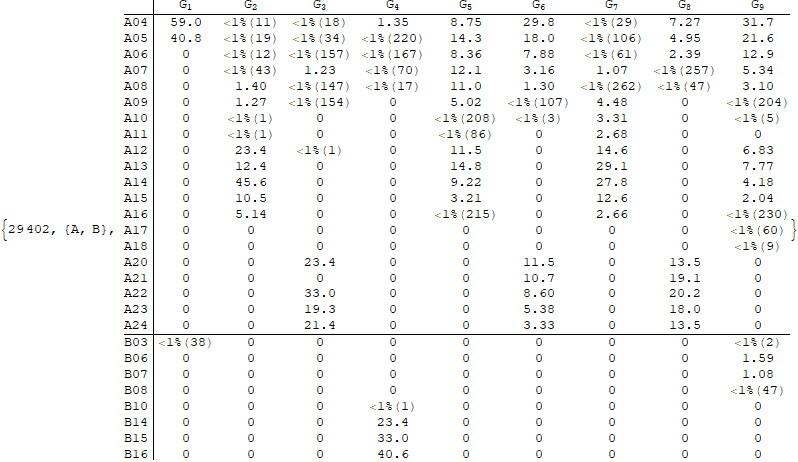 G1 G2 G3 G4 G5 G6 G7 G8 G9
A04 59.0 <1%(11) <1%(18) 1.35 8.75 29.8 <1%(29) 7.27 31.7
A05 40.8 <1%(19) <1%(34) <1%(220) 14.3 18.0 <1%(106) 4.95 21.6
A06 0 <1%(12) <1%(157) <1%(167) 8.36 7.88 <1%(61) 2.39 12.9
A07 0 <1%(43) 1.23 <1%(70) 12.1 3.16 1.07 <1%(257) 5.34
A08 0 1.40 <1%(147) <1%(17) 11.0 1.30 <1%(262) <1%(47) 3.10
A09 0 1.27 <1%(154) 0 5.02 <1%(107) 4.48 0 <1%(204)
A10 0 <1%(1) 0 0 <1%(208) <1%(3) 3.31 0 <1%(5)
A11 0 <1%(1) 0 0 <1%(86) 0 2.68 0 0
A12 0 23.4 <1%(1) 0 11.5 0 14.6 0 6.83
A13 0 12.4 0 0 14.8 0 29.1 0 7.77
A14 0 45.6 0 0 9.22 0 27.8 0 4.18
A15 0 10.5 0 0 3.21 0 12.6 0 2.04
A16 0 5.14 0 0 <1%(215) 0 2.66 0 <1%(230)
{29402, {A, B}, A17 0 0 0 0 0 0 0 0 <1%(60) }
A18 0 0 0 0 0 0 0 0 <1%(9)
A20 0 0 23.4 0 0 11.5 0 13.5 0
A21 0 0 0 0 0 10.7 0 19.1 0
A22 0 0 33.0 0 0 8.60 0 20.2 0
A23 0 0 19.3 0 0 5.38 0 18.0 0
A24 0 0 21.4 0 0 3.33 0 13.5 0
B03 <1%(38) 0 0 0 0 0 0 0 <1%(2)
B06 0 0 0 0 0 0 0 0 1.59
B07 0 0 0 0 0 0 0 0 1.08
B08 0 0 0 0 0 0 0 0 <1%(47)
B10 0 0 0 <1%(1) 0 0 0 0 0
B14 0 0 0 23.4 0 0 0 0 0
B15 0 0 0 33.0 0 0 0 0 0
B16 0 0 0 40.6 0 0 0 0 0